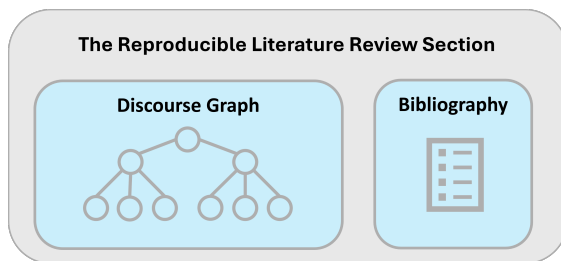 The Reproducible Literature Review Section
Discourse Graph
Bibliography